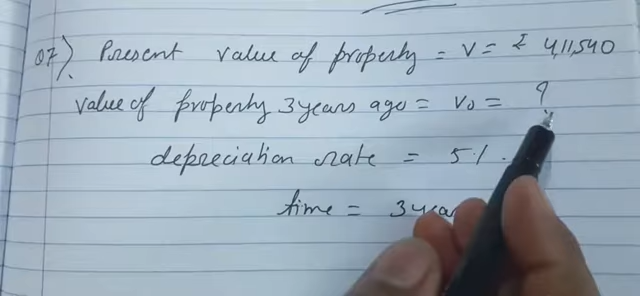 07). Present value of property = V = ₹ 4,11,540
value of property 3 years ago = V₀ = ?
depreciation rate = 5 %.
time = 3